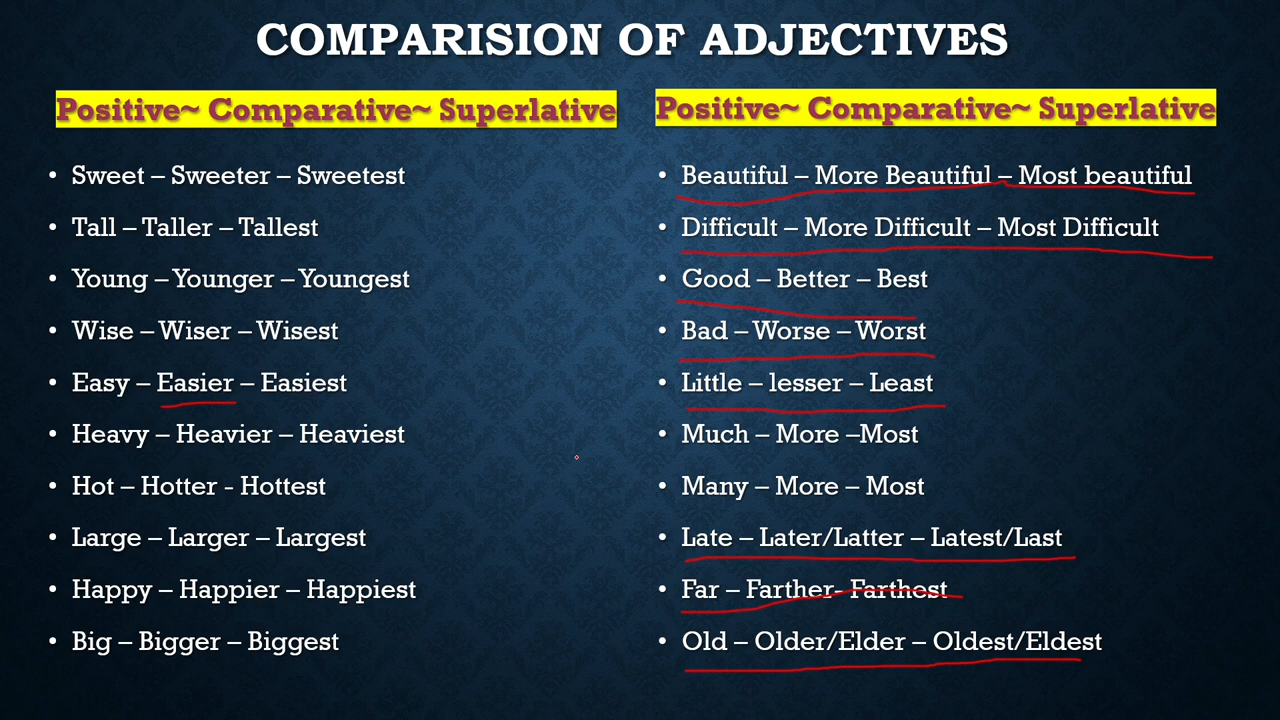 COMPARISION OF ADJECTIVES
Positive~ Comparative~ Superlative
• Sweet – Sweeter – Sweetest
• Tall – Taller – Tallest
• Young – Younger – Youngest
• Wise – Wiser – Wisest
• Easy – Easier – Easiest
• Heavy – Heavier – Heaviest
• Hot – Hotter - Hottest
• Large – Larger – Largest
• Happy – Happier – Happiest
• Big – Bigger – Biggest
Positive~ Comparative~ Superlative
• Beautiful – More Beautiful – Most beautiful
• Difficult – More Difficult – Most Difficult
• Good – Better – Best
• Bad – Worse – Worst
• Little – lesser – Least
• Much – More –Most
• Many – More – Most
• Late – Later/Latter – Latest/Last
• Far – Farther- Farthest
• Old – Older/Elder – Oldest/Eldest